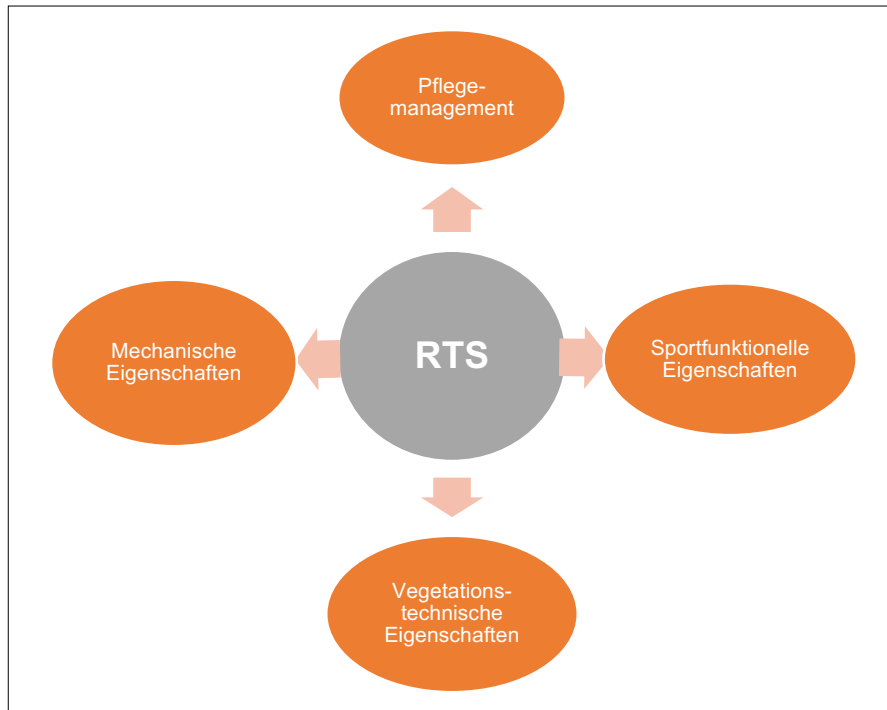 Pflege-
management
RTS
Mechanische
Eigenschaften
Sportfunktionelle
Eigenschaften
Vegetations-
technische
Eigenschaften